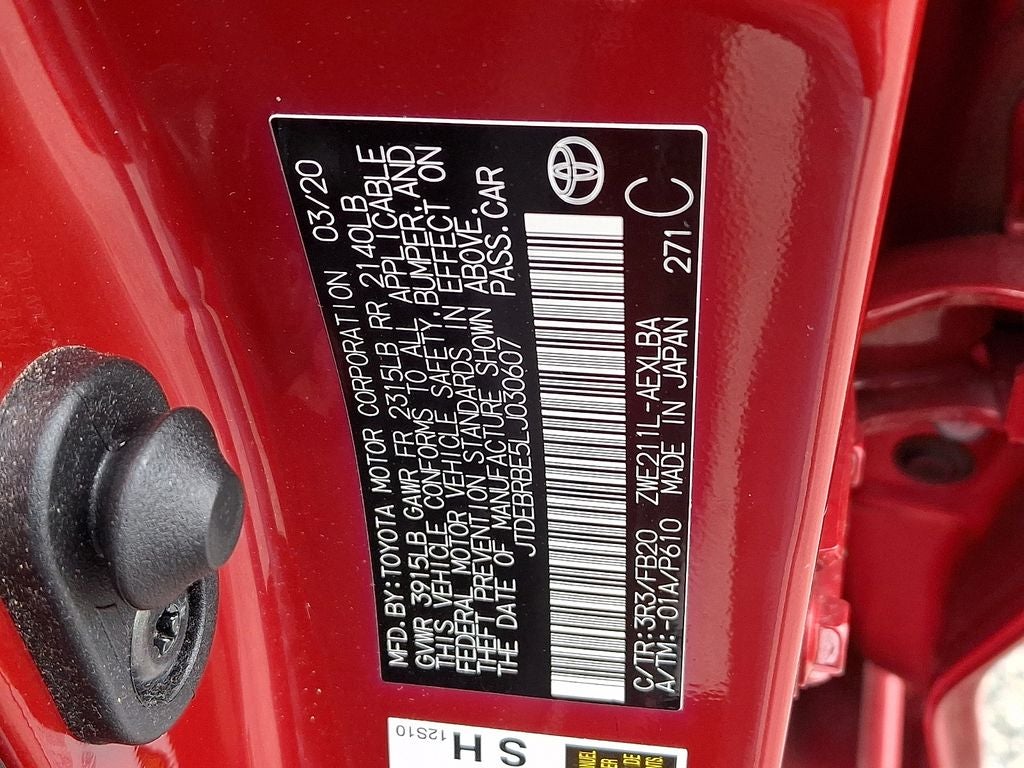 MFD.BY:TOYOTA MOTOR CORPORATION 03/20
GVWR 3915LB GAWR FR 2315LB RR 2140LB
THIS VEHICLE CONFORMS TO ALL APPLICABLE
FEDERAL MOTOR VEHICLE SAFETY,BUMPER,AND
THEFT PREVENTION STANDARDS IN EFFECT ON
THE DATE OF MANUFACTURE SHOWN ABOVE.
JTDEBRBE5LJ030607 PASS.CAR
C/TR:3R3/FB20 ZWE211L-AEXLBA
A/TM:-01A/P610 MADE IN JAPAN 271 C
12S10
S H